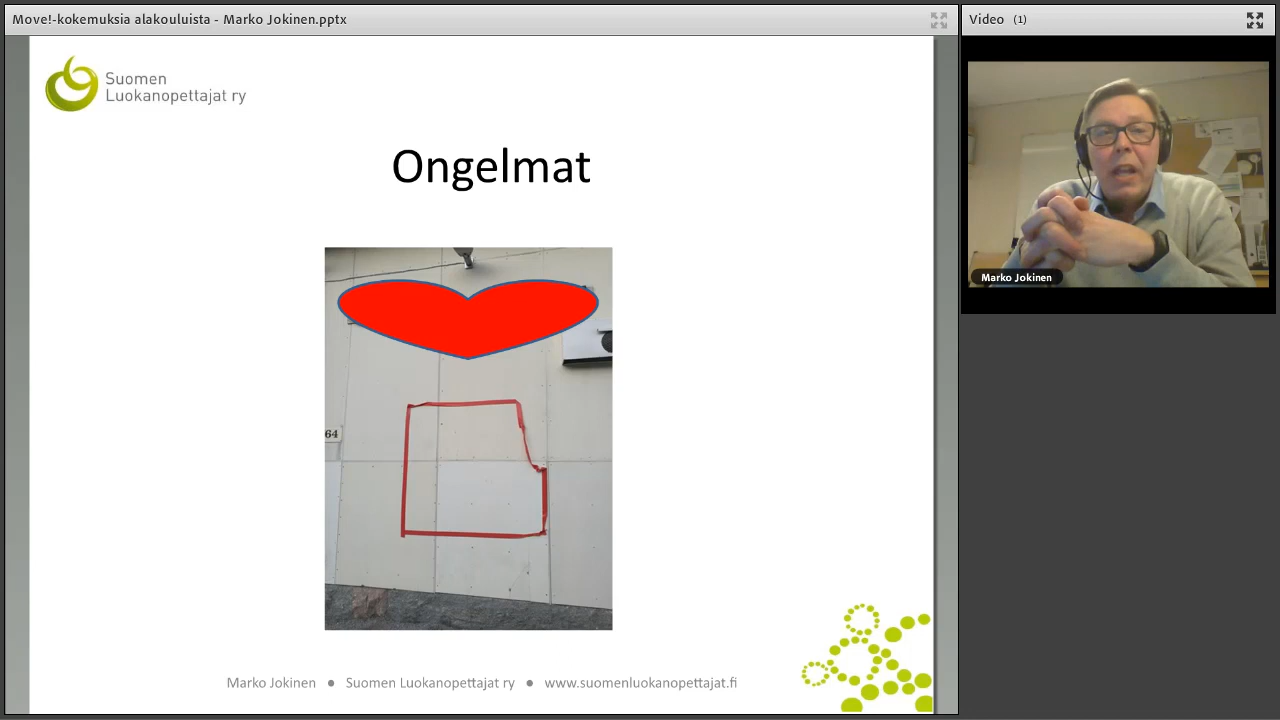 Move!-kokemuksia alakouluista - Marko Jokinen.pptx
Video (1)
Suomen
Luokanopettajat ry
Ongelmat
64
Marko Jokinen
Marko Jokinen ● Suomen Luokanopettajat ry ● www.suomenluokanopettajat.fi